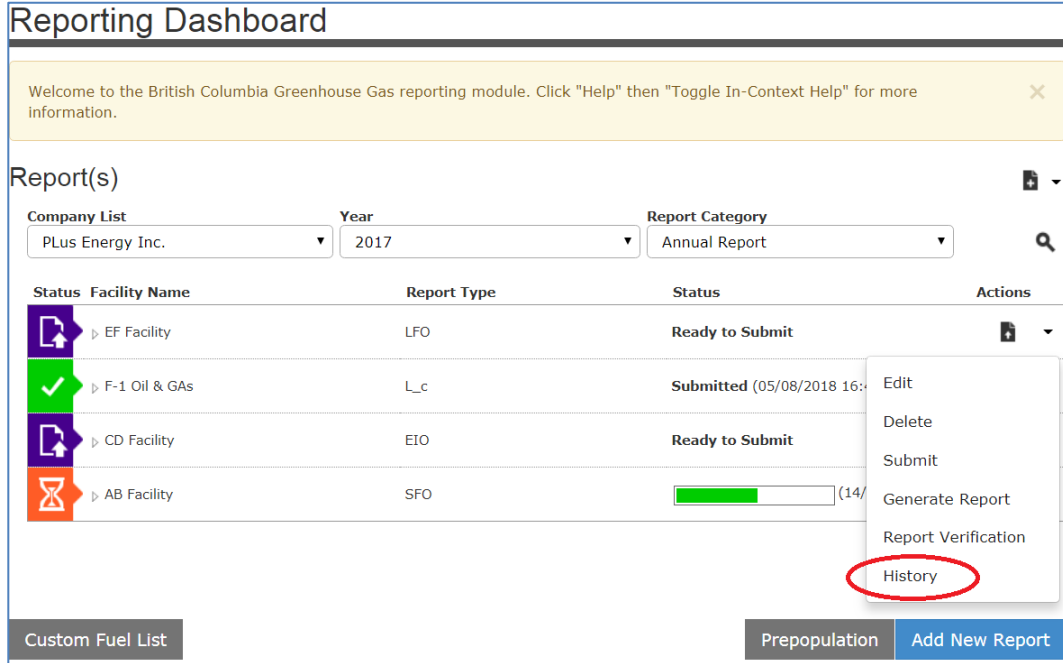 Reporting Dashboard
Welcome to the British Columbia Greenhouse Gas reporting module. Click "Help" then "Toggle In-Context Help" for more
information.
×
Report(s)
Company List Year Report Category
PLus Energy Inc. 2017 Annual Report
Status Facility Name Report Type Status Actions
EF Facility LFO Ready to Submit
F-1 Oil & GAs L_c Submitted (05/08/2018 16:
CD Facility EIO Ready to Submit
AB Facility SFO (14/
Edit
Delete
Submit
Generate Report
Report Verification
History
Custom Fuel List Prepopulation Add New Report